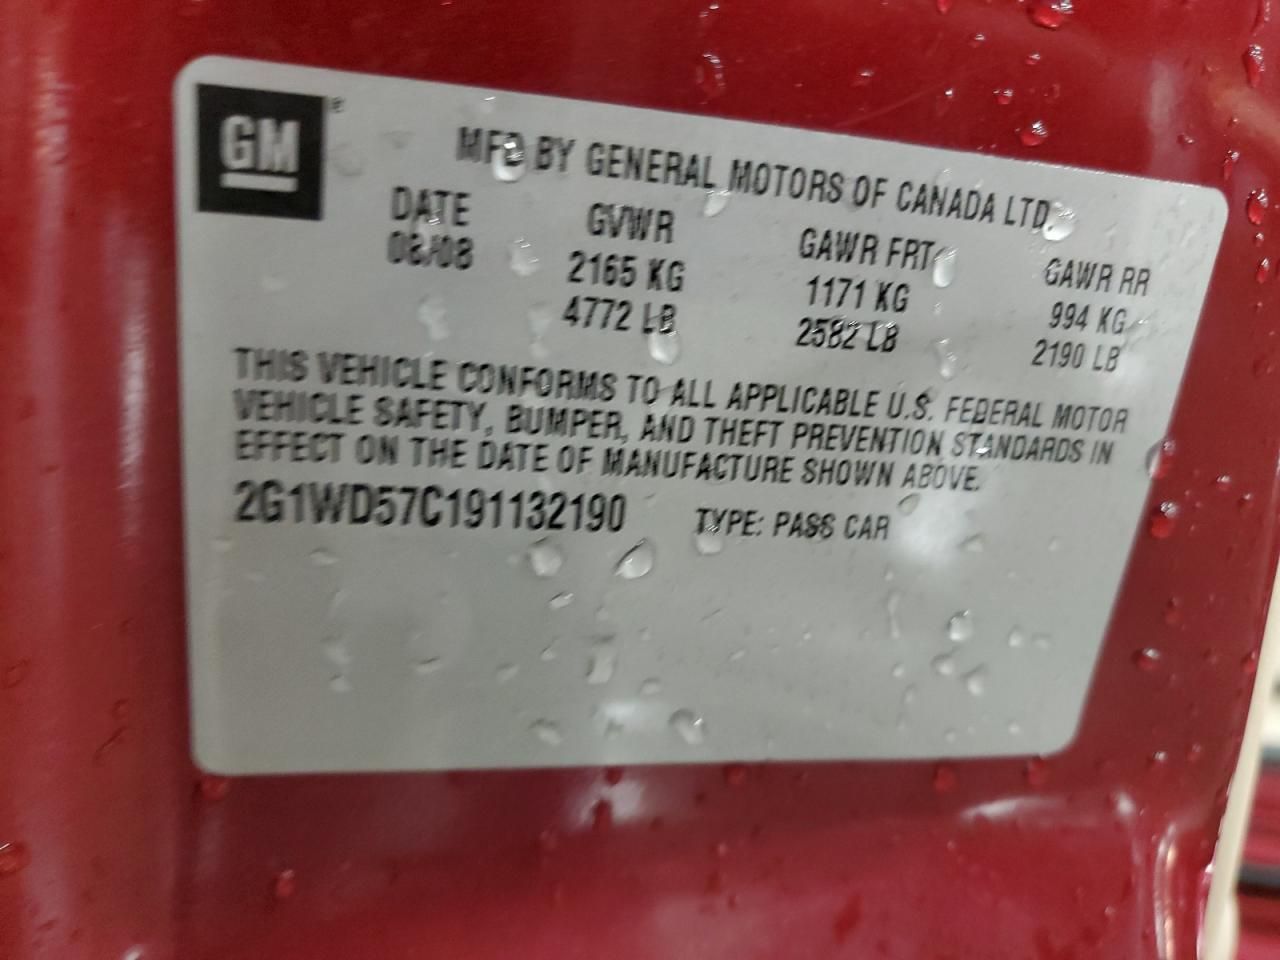 GM ®
MFD BY GENERAL MOTORS OF CANADA LTD.
DATE GVWR GAWR FRT GAWR RR
08/08 2165 KG 1171 KG 994 KG
4772 LB 2582 LB 2190 LB
THIS VEHICLE CONFORMS TO ALL APPLICABLE U.S. FEDERAL MOTOR
VEHICLE SAFETY, BUMPER, AND THEFT PREVENTION STANDARDS IN
EFFECT ON THE DATE OF MANUFACTURE SHOWN ABOVE.
2G1WD57C191132190 TYPE: PASS CAR